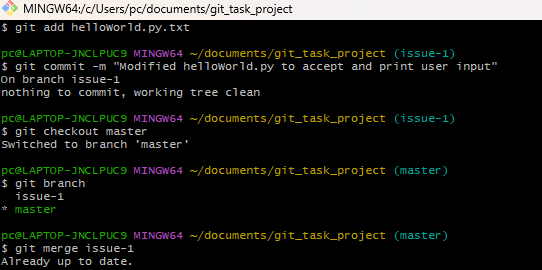 MINGW64:/c/Users/pc/documents/git_task_project
$ git add helloWorld.py.txt
pc@LAPTOP-JNCLPUC9 MINGW64 ~/documents/git_task_project (issue-1)
$ git commit -m "Modified helloWorld.py to accept and print user input"
On branch issue-1
nothing to commit, working tree clean
pc@LAPTOP-JNCLPUC9 MINGW64 ~/documents/git_task_project (issue-1)
$ git checkout master
Switched to branch 'master'
pc@LAPTOP-JNCLPUC9 MINGW64 ~/documents/git_task_project (master)
$ git branch
  issue-1
* master
pc@LAPTOP-JNCLPUC9 MINGW64 ~/documents/git_task_project (master)
$ git merge issue-1
Already up to date.